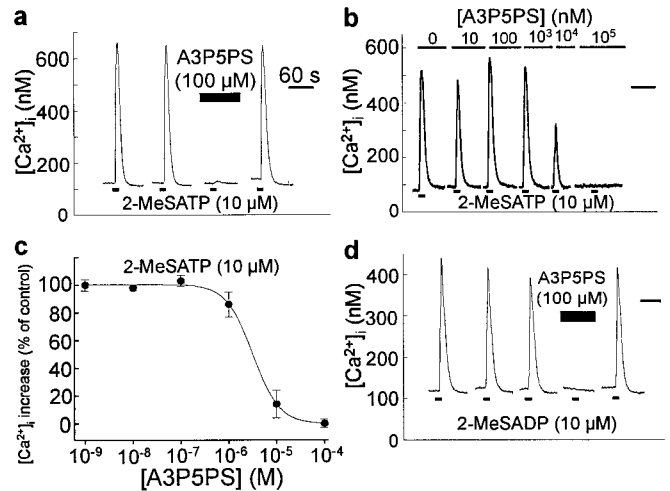 a
A3P5PS
(100 µM)
60 s
600
400
200
0
[Ca²⁺]ᵢ (nM)
2-MeSATP (10 µM)
b
[A3P5PS] (nM)
0 10 100 10³ 10⁴ 10⁵
600
400
200
0
[Ca²⁺]ᵢ (nM)
2-MeSATP (10 µM)
c
2-MeSATP (10 µM)
100
80
60
40
20
0
[Ca²⁺]ᵢ increase (% of control)
10⁻⁹ 10⁻⁸ 10⁻⁷ 10⁻⁶ 10⁻⁵ 10⁻⁴
[A3P5PS] (M)
d
A3P5PS
(100 µM)
400
300
200
100
0
[Ca²⁺]ᵢ (nM)
2-MeSADP (10 µM)